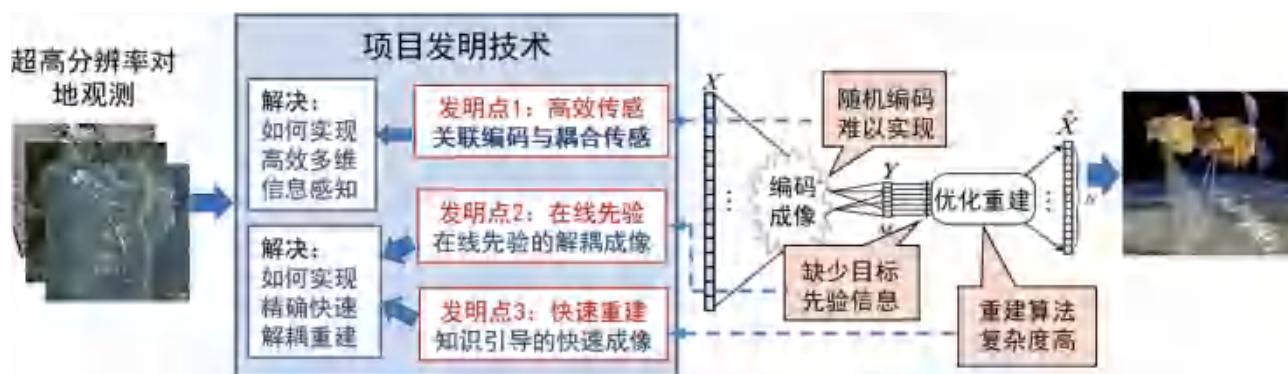 超高分辨率对
地观测
项目发明技术
解决：
如何实现
高效多维
信息感知
解决：
如何实现
精确快速
解耦重建
发明点1：高效传感
关联编码与耦合传感
发明点2：在线先验
在线先验的解耦成像
发明点3：快速重建
知识引导的快速成像
X
编码
成像
随机编码
难以实现
Y
M
优化重建
X̂
N
缺少目标
先验信息
重建算法
复杂度高